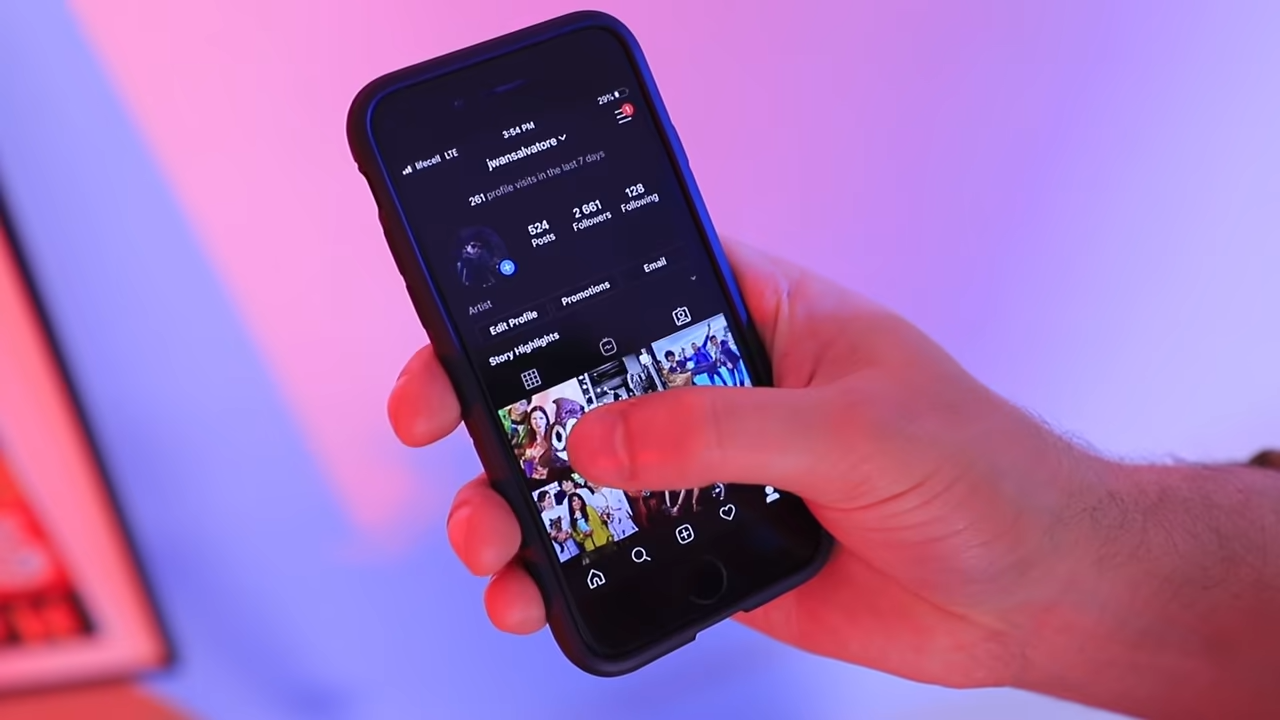 29%
3:54 PM
lifecell LTE
1
jwansalvatore
261 profile visits in the last 7 days
524 2 661 128
Posts Followers Following
Artist
Edit Profile Promotions Email
Story Highlights